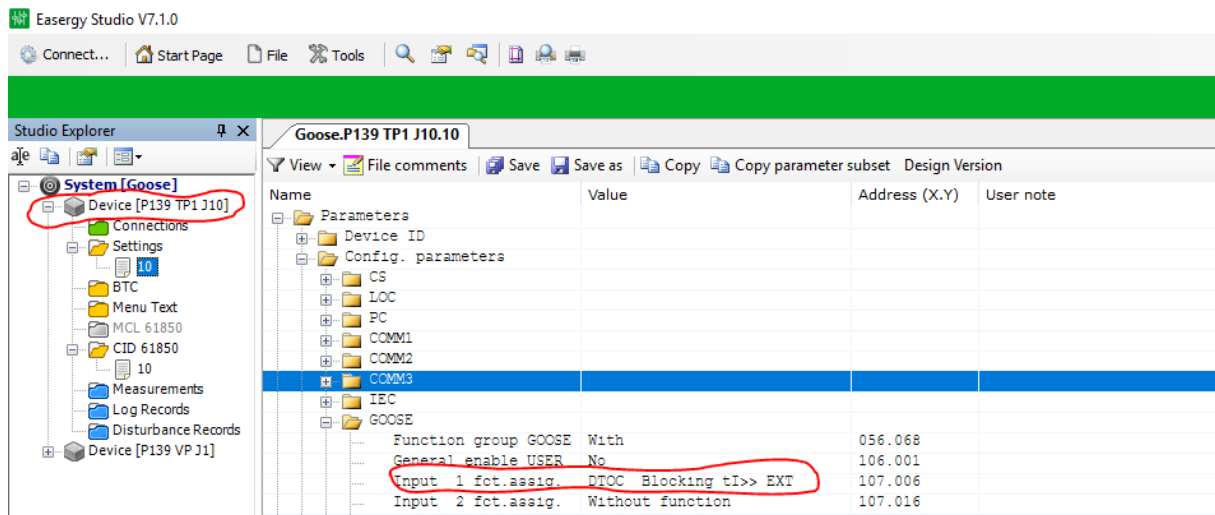 Easergy Studio V7.1.0
Connect... Start Page File Tools
Studio Explorer
Goose.P139 TP1 J10.10
View File comments Save Save as Copy Copy parameter subset Design Version
System [Goose]
Device [P139 TP1 J10]
Connections
Settings
10
BTC
Menu Text
MCL 61850
CID 61850
10
Measurements
Log Records
Disturbance Records
Device [P139 VP J1]
Name Value Address (X.Y) User note
Parameters
Device ID
Config. parameters
CS
LOC
PC
COMM1
COMM2
COMM3
IEC
GOOSE
Function group GOOSE With 056.068
General enable USER No 106.001
Input 1 fct.assig. DTOC Blocking tI>> EXT 107.006
Input 2 fct.assig. Without function 107.016